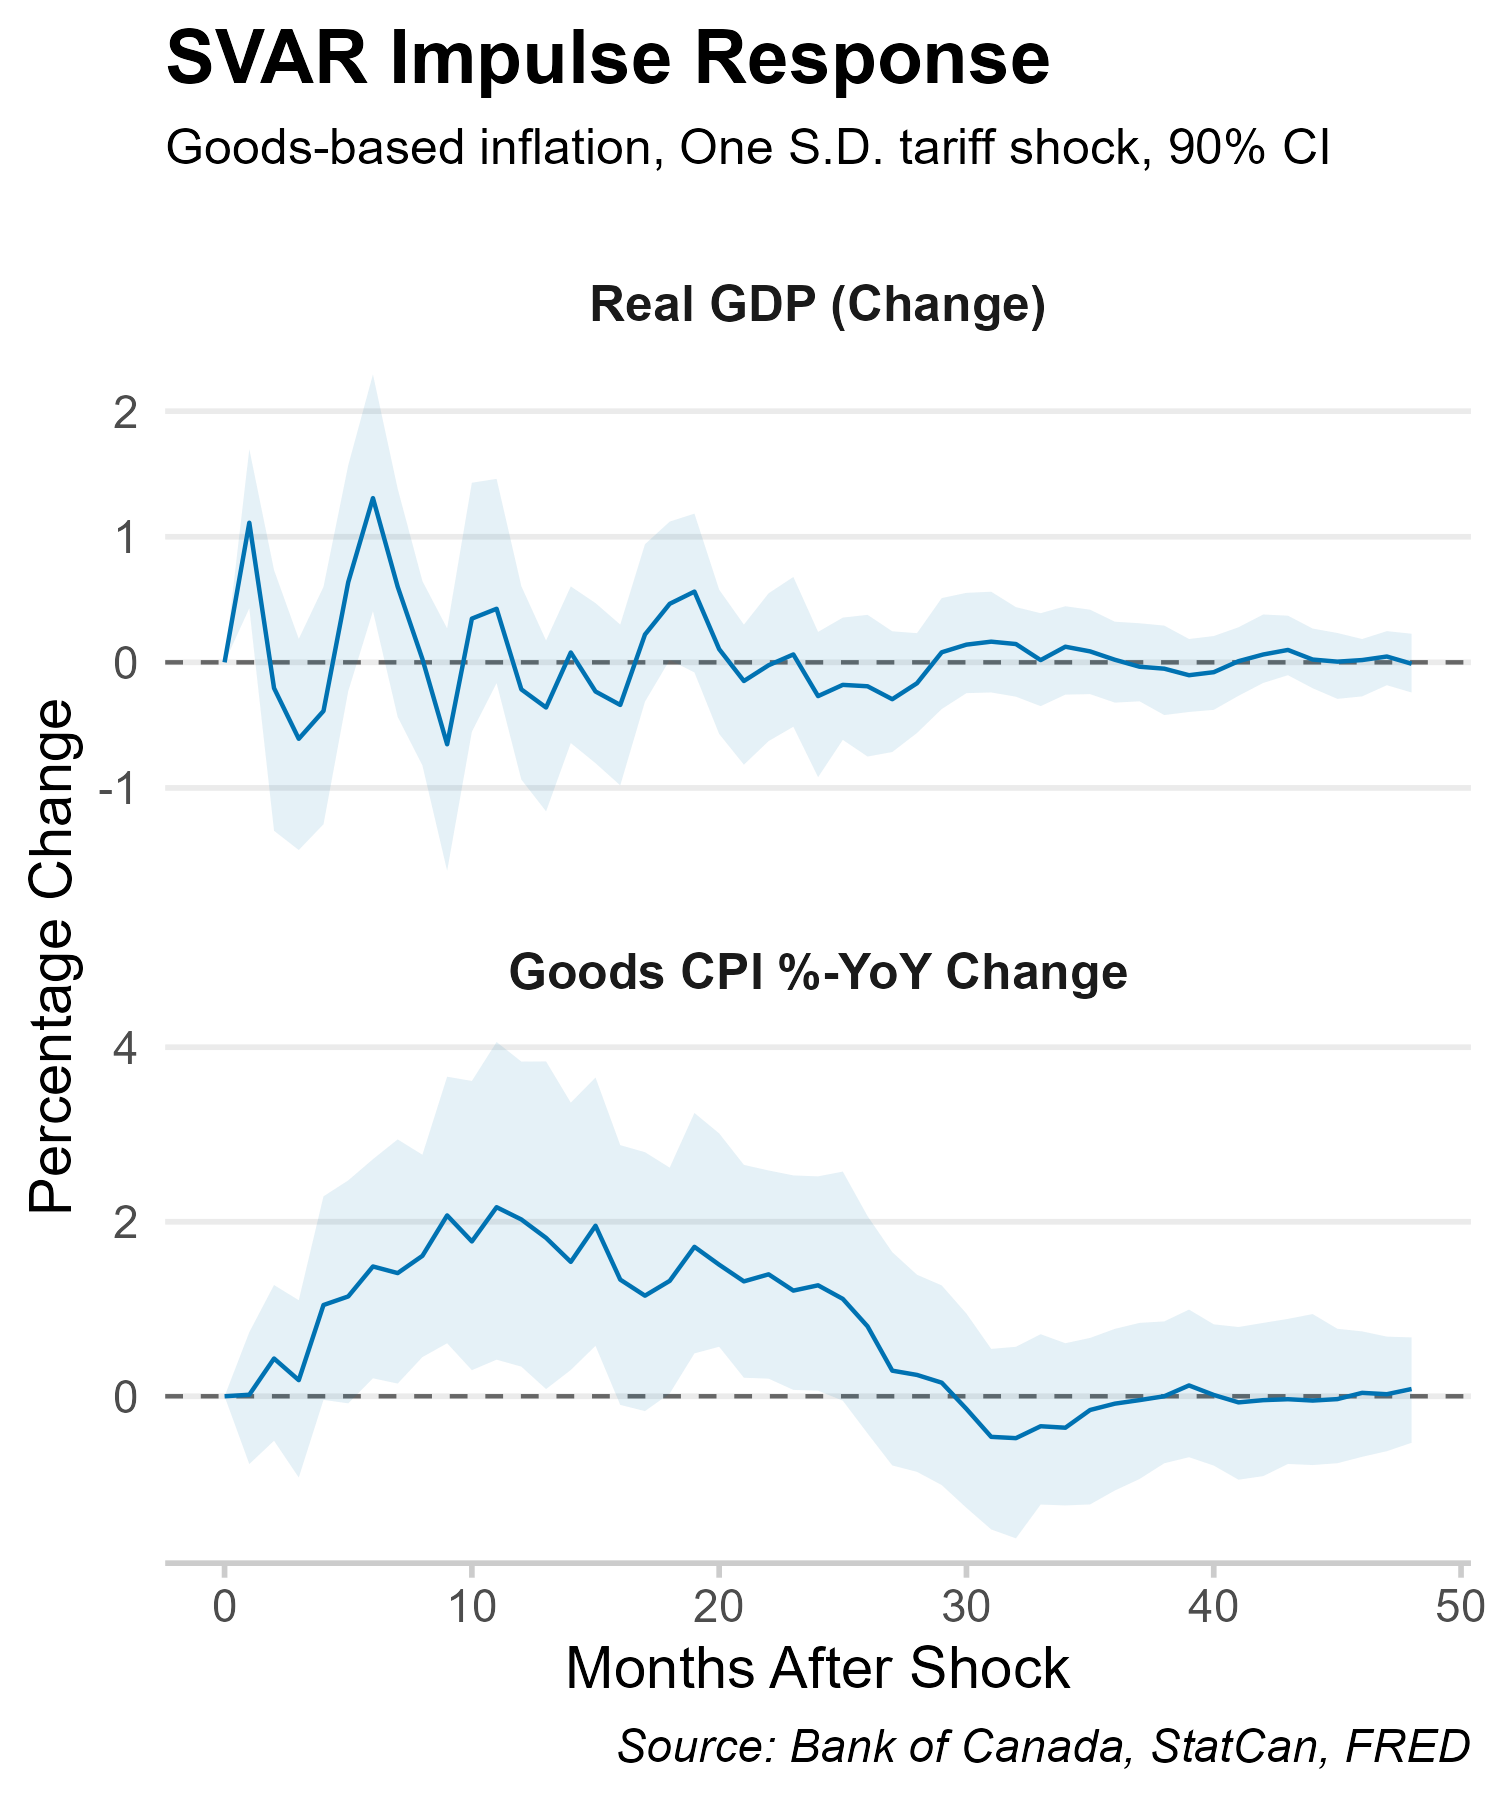 SVAR Impulse Response
Goods-based inflation, One S.D. tariff shock, 90% CI
Real GDP (Change)
2
1
0
-1
Percentage Change
Goods CPI %-YoY Change
4
2
0
0 10 20 30 40 50
Months After Shock
Source: Bank of Canada, StatCan, FRED